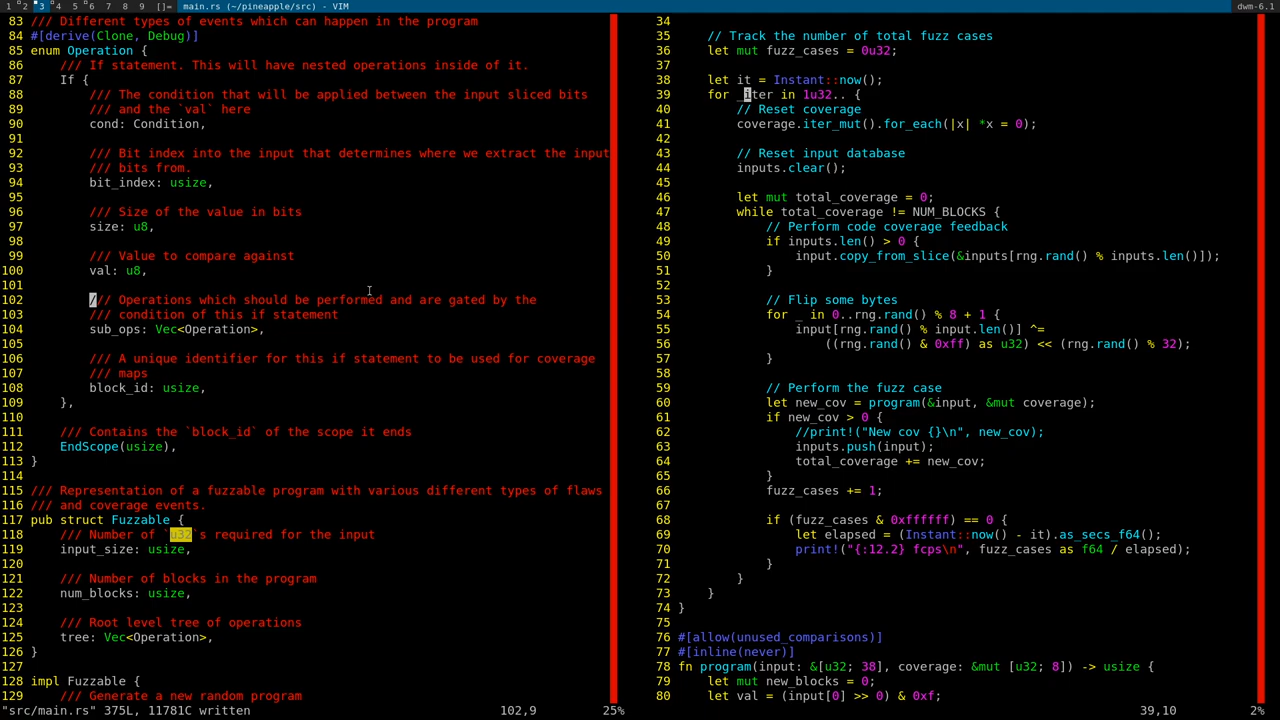 1 2 3 4 5 6 7 8 9 []= main.rs (~/pineapple/src) - VIM dwm-6.1
83 /// Different types of events which can happen in the program
84 #[derive(Clone, Debug)]
85 enum Operation {
86 /// If statement. This will have nested operations inside of it.
87 If {
88 /// The condition that will be applied between the input sliced bits
89 /// and the `val` here
90 cond: Condition,
91
92 /// Bit index into the input that determines where we extract the input
93 /// bits from.
94 bit_index: usize,
95
96 /// Size of the value in bits
97 size: u8,
98
99 /// Value to compare against
100 val: u8,
101
102 /// Operations which should be performed and are gated by the
103 /// condition of this if statement
104 sub_ops: Vec<Operation>,
105
106 /// A unique identifier for this if statement to be used for coverage
107 /// maps
108 block_id: usize,
109 },
110
111 /// Contains the `block_id` of the scope it ends
112 EndScope(usize),
113 }
114
115 /// Representation of a fuzzable program with various different types of flaws
116 /// and coverage events.
117 pub struct Fuzzable {
118 /// Number of `u32`s required for the input
119 input_size: usize,
120
121 /// Number of blocks in the program
122 num_blocks: usize,
123
124 /// Root level tree of operations
125 tree: Vec<Operation>,
126 }
127
128 impl Fuzzable {
129 /// Generate a new random program
"src/main.rs" 375L, 11781C written 102,9 25%
34
35 // Track the number of total fuzz cases
36 let mut fuzz_cases = 0u32;
37
38 let it = Instant::now();
39 for _iter in 1u32.. {
40 // Reset coverage
41 coverage.iter_mut().for_each(|x| *x = 0);
42
43 // Reset input database
44 inputs.clear();
45
46 let mut total_coverage = 0;
47 while total_coverage != NUM_BLOCKS {
48 // Perform code coverage feedback
49 if inputs.len() > 0 {
50 input.copy_from_slice(&inputs[rng.rand() % inputs.len()]);
51 }
52
53 // Flip some bytes
54 for _ in 0..rng.rand() % 8 + 1 {
55 input[rng.rand() % input.len()] ^=
56 ((rng.rand() & 0xff) as u32) << (rng.rand() % 32);
57 }
58
59 // Perform the fuzz case
60 let new_cov = program(&input, &mut coverage);
61 if new_cov > 0 {
62 //print!("New cov {}\n", new_cov);
63 inputs.push(input);
64 total_coverage += new_cov;
65 }
66 fuzz_cases += 1;
67
68 if (fuzz_cases & 0xffffff) == 0 {
69 let elapsed = (Instant::now() - it).as_secs_f64();
70 print!("{:12.2} fcps\n", fuzz_cases as f64 / elapsed);
71 }
72 }
73 }
74 }
75
76 #[allow(unused_comparisons)]
77 #[inline(never)]
78 fn program(input: &[u32; 38], coverage: &mut [u32; 8]) -> usize {
79 let mut new_blocks = 0;
80 let val = (input[0] >> 0) & 0xf;
39,10 2%